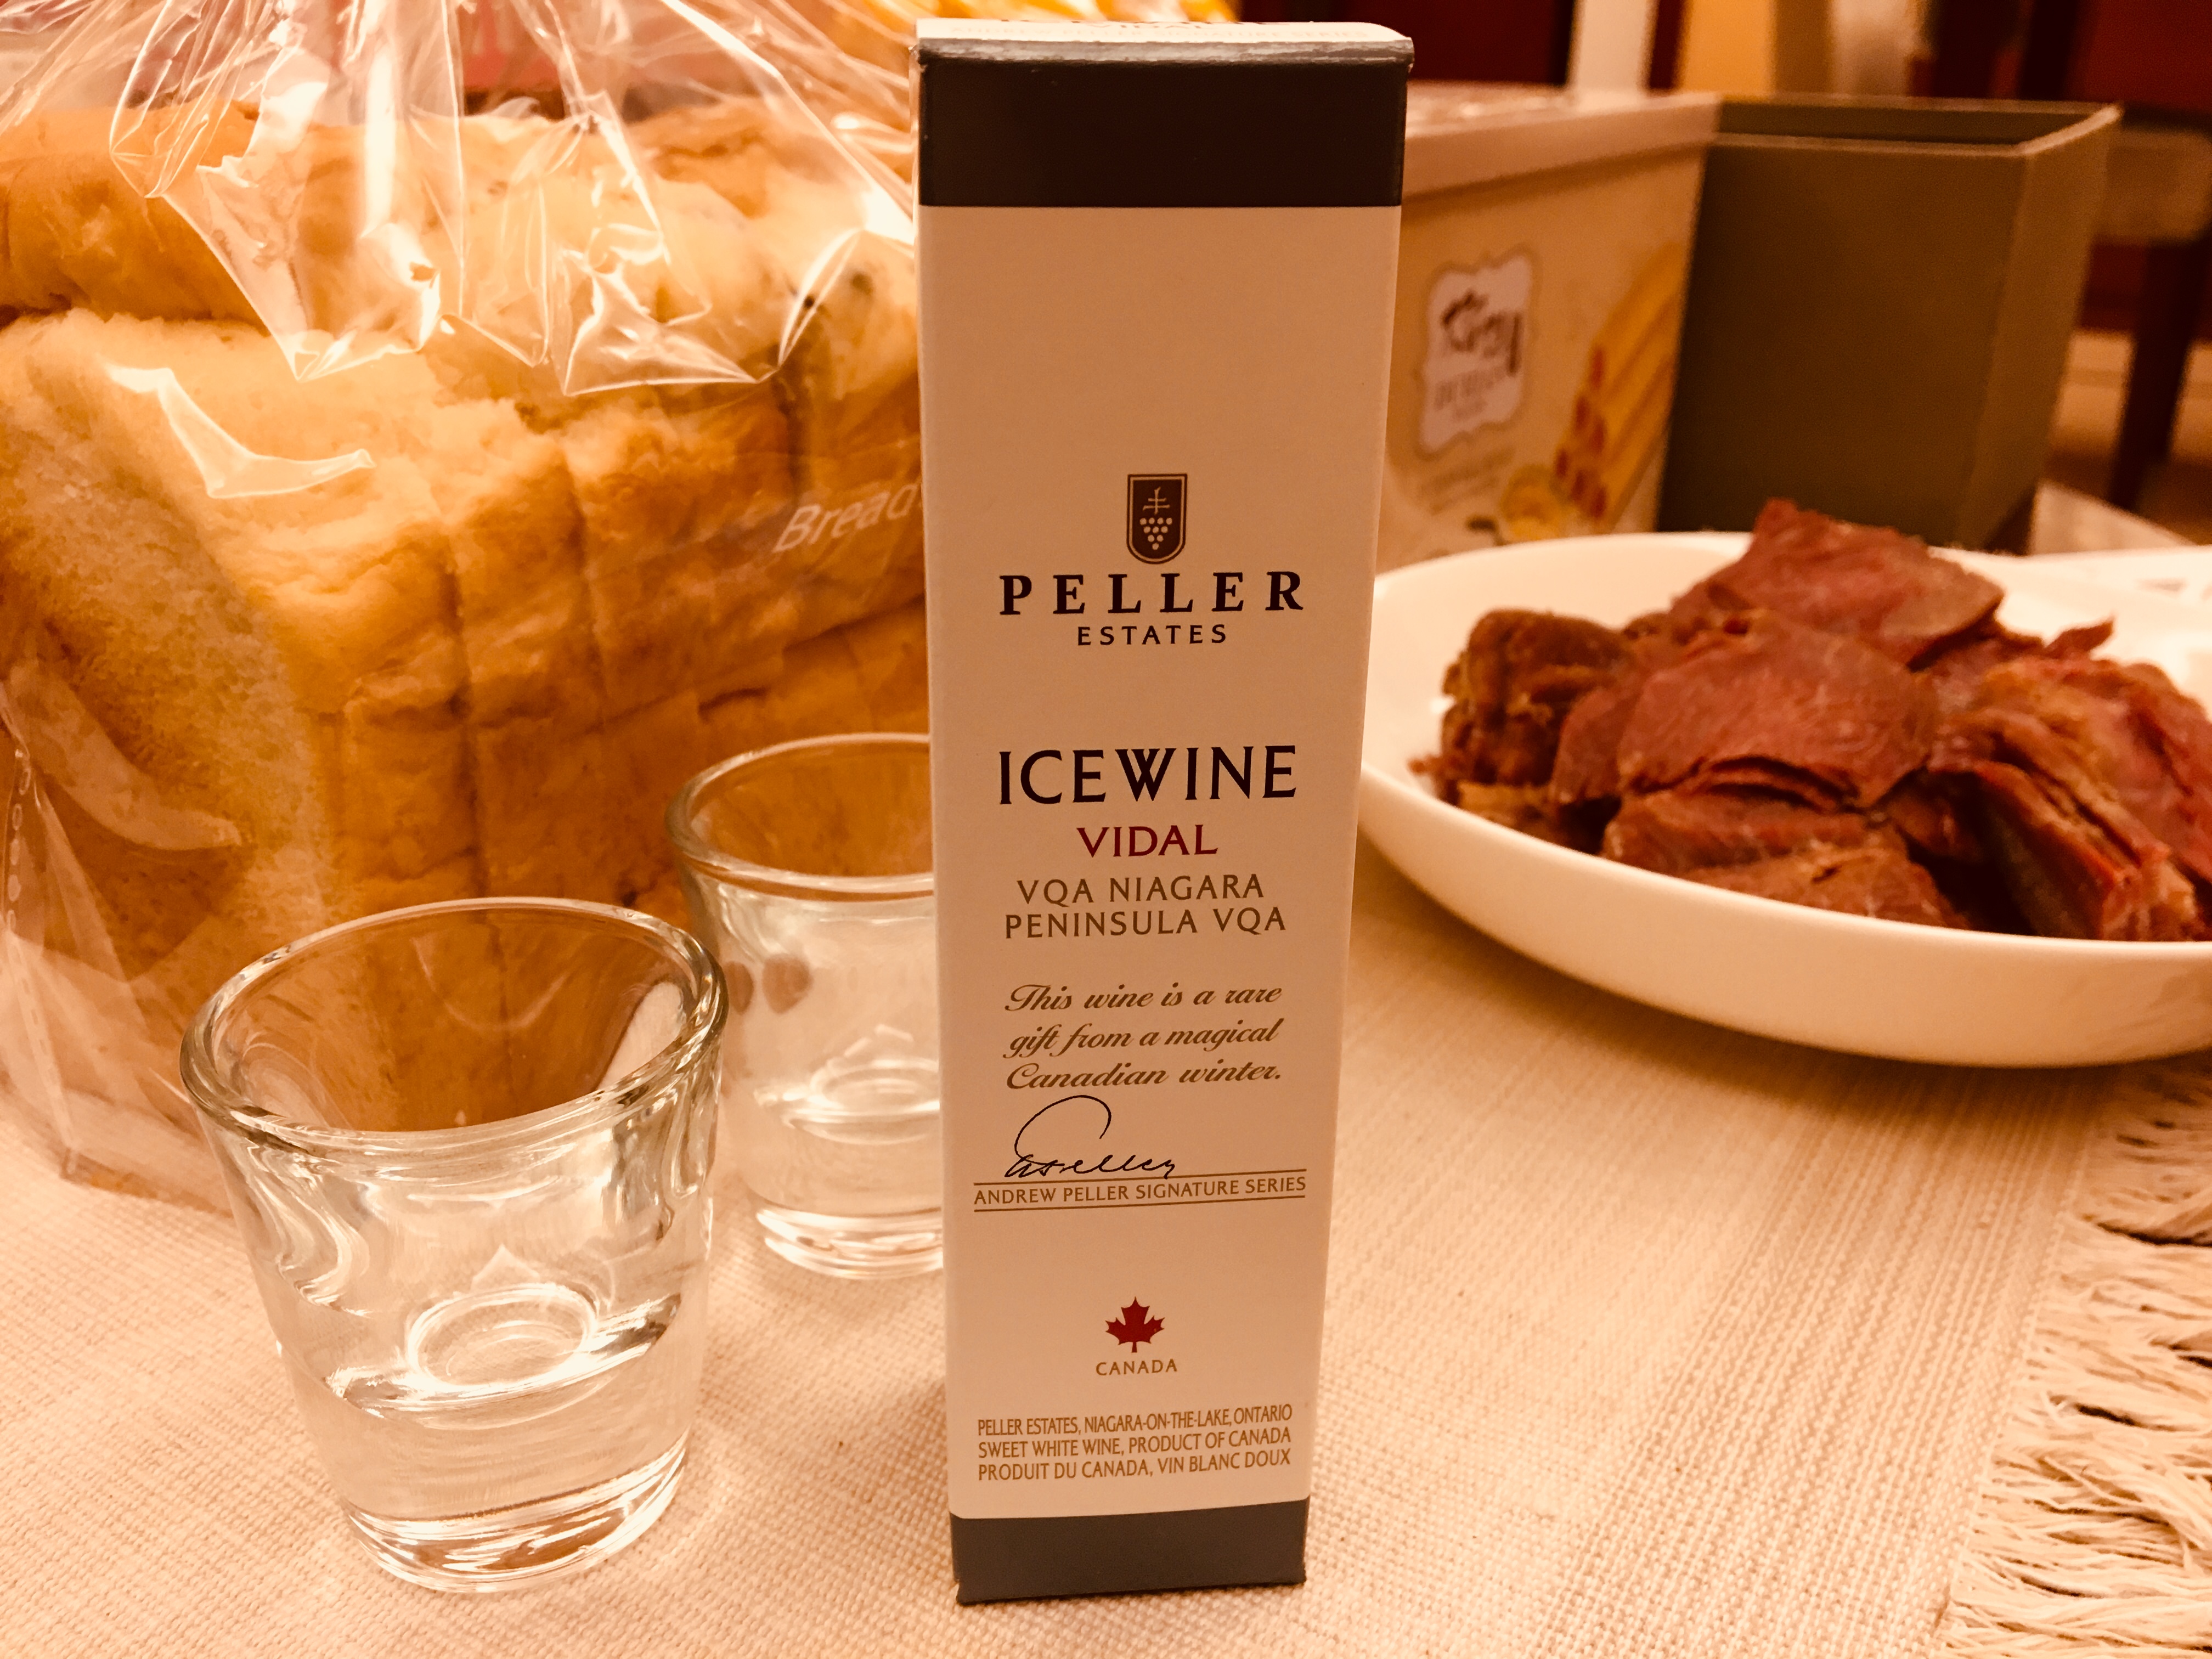 Bread
PELLER
ESTATES
ICEWINE
VIDAL
VQA NIAGARA
PENINSULA VQA
This wine is a rare
gift from a magical
Canadian winter.
ANDREW PELLER SIGNATURE SERIES
CANADA
PELLER ESTATES, NIAGARA-ON-THE-LAKE, ONTARIO
SWEET WHITE WINE, PRODUCT OF CANADA
PRODUIT DU CANADA, VIN BLANC DOUX